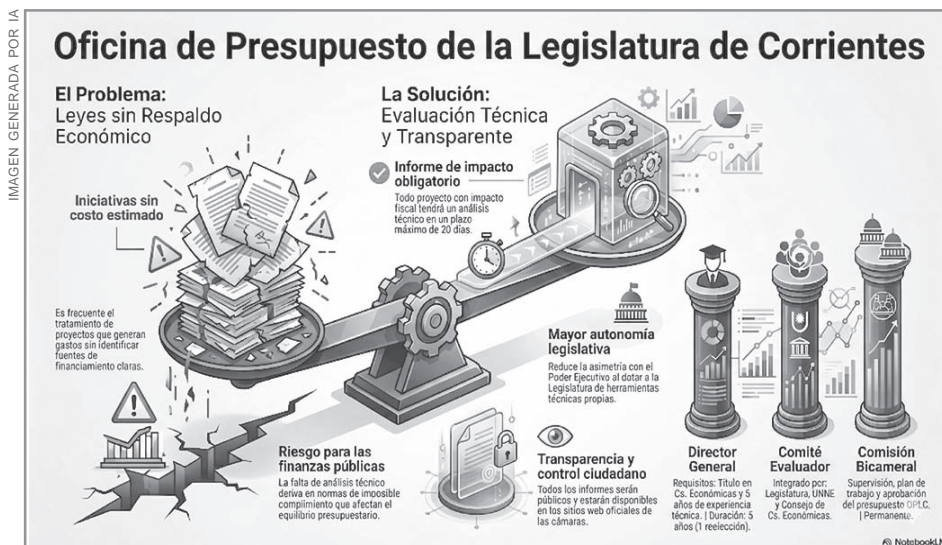 IMAGEN GENERADA POR IA
Oficina de Presupuesto de la Legislatura de Corrientes
El Problema:
Leyes sin Respaldo
Económico
Iniciativas sin
costo estimado
Es frecuente el
tratamiento de
proyectos que generan
gastos sin identificar
fuentes de
financiamiento claras.
Riesgo para las
finanzas públicas
La falta de análisis técnico
deriva en normas de imposible
complimiento que afectan el
equilibrio presupuestario.
La Solución:
Evaluación Técnica
y Transparente
Informe de impacto
obligatorio
Todo proyecto con impacto
fiscal tendrá un análisis
técnico en un plazo
máximo de 20 días.
Mayor autonomía
legislativa
Reduce la asimetría con el
Poder Ejecutivo al dotar a la
Legislatura de herramientas
técnicas propias.
Transparencia y
control ciudadano
Todos los informes serán
públicos y estarán disponibles
en los sitios web oficiales de
las cámaras.
Director
General
Requisitos: Título en
Cs. Económicas y 5
años de experiencia
técnica. | Duración: 5
años (1 reelección).
Comité
Evaluador
Integrado por:
Legislatura, UNNE
y Consejo de
Cs. Económicas.
Comisión
Bicameral
Supervisión, plan de
trabajo y aprobación
del presupuesto OPLC.
| Permanente.
NotebookLM